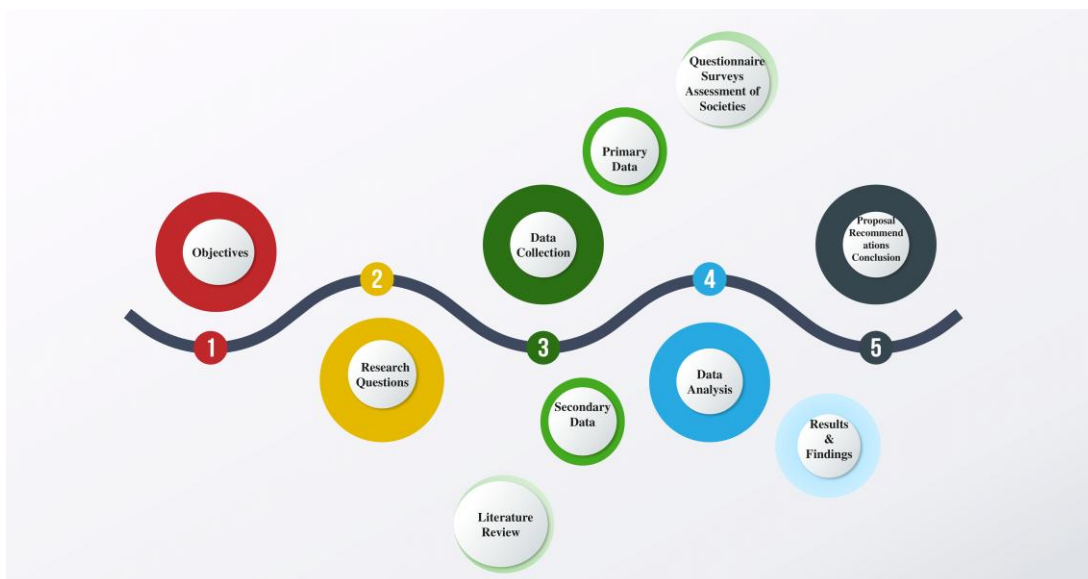 Questionnaire
Surveys
Assessment of
Societies
Primary
Data
Objectives
Data
Collection
Proposal
Recommend
ations
Conclusion
2
4
1
3
5
Research
Questions
Data
Analysis
Secondary
Data
Results
&
Findings
Literature
Review